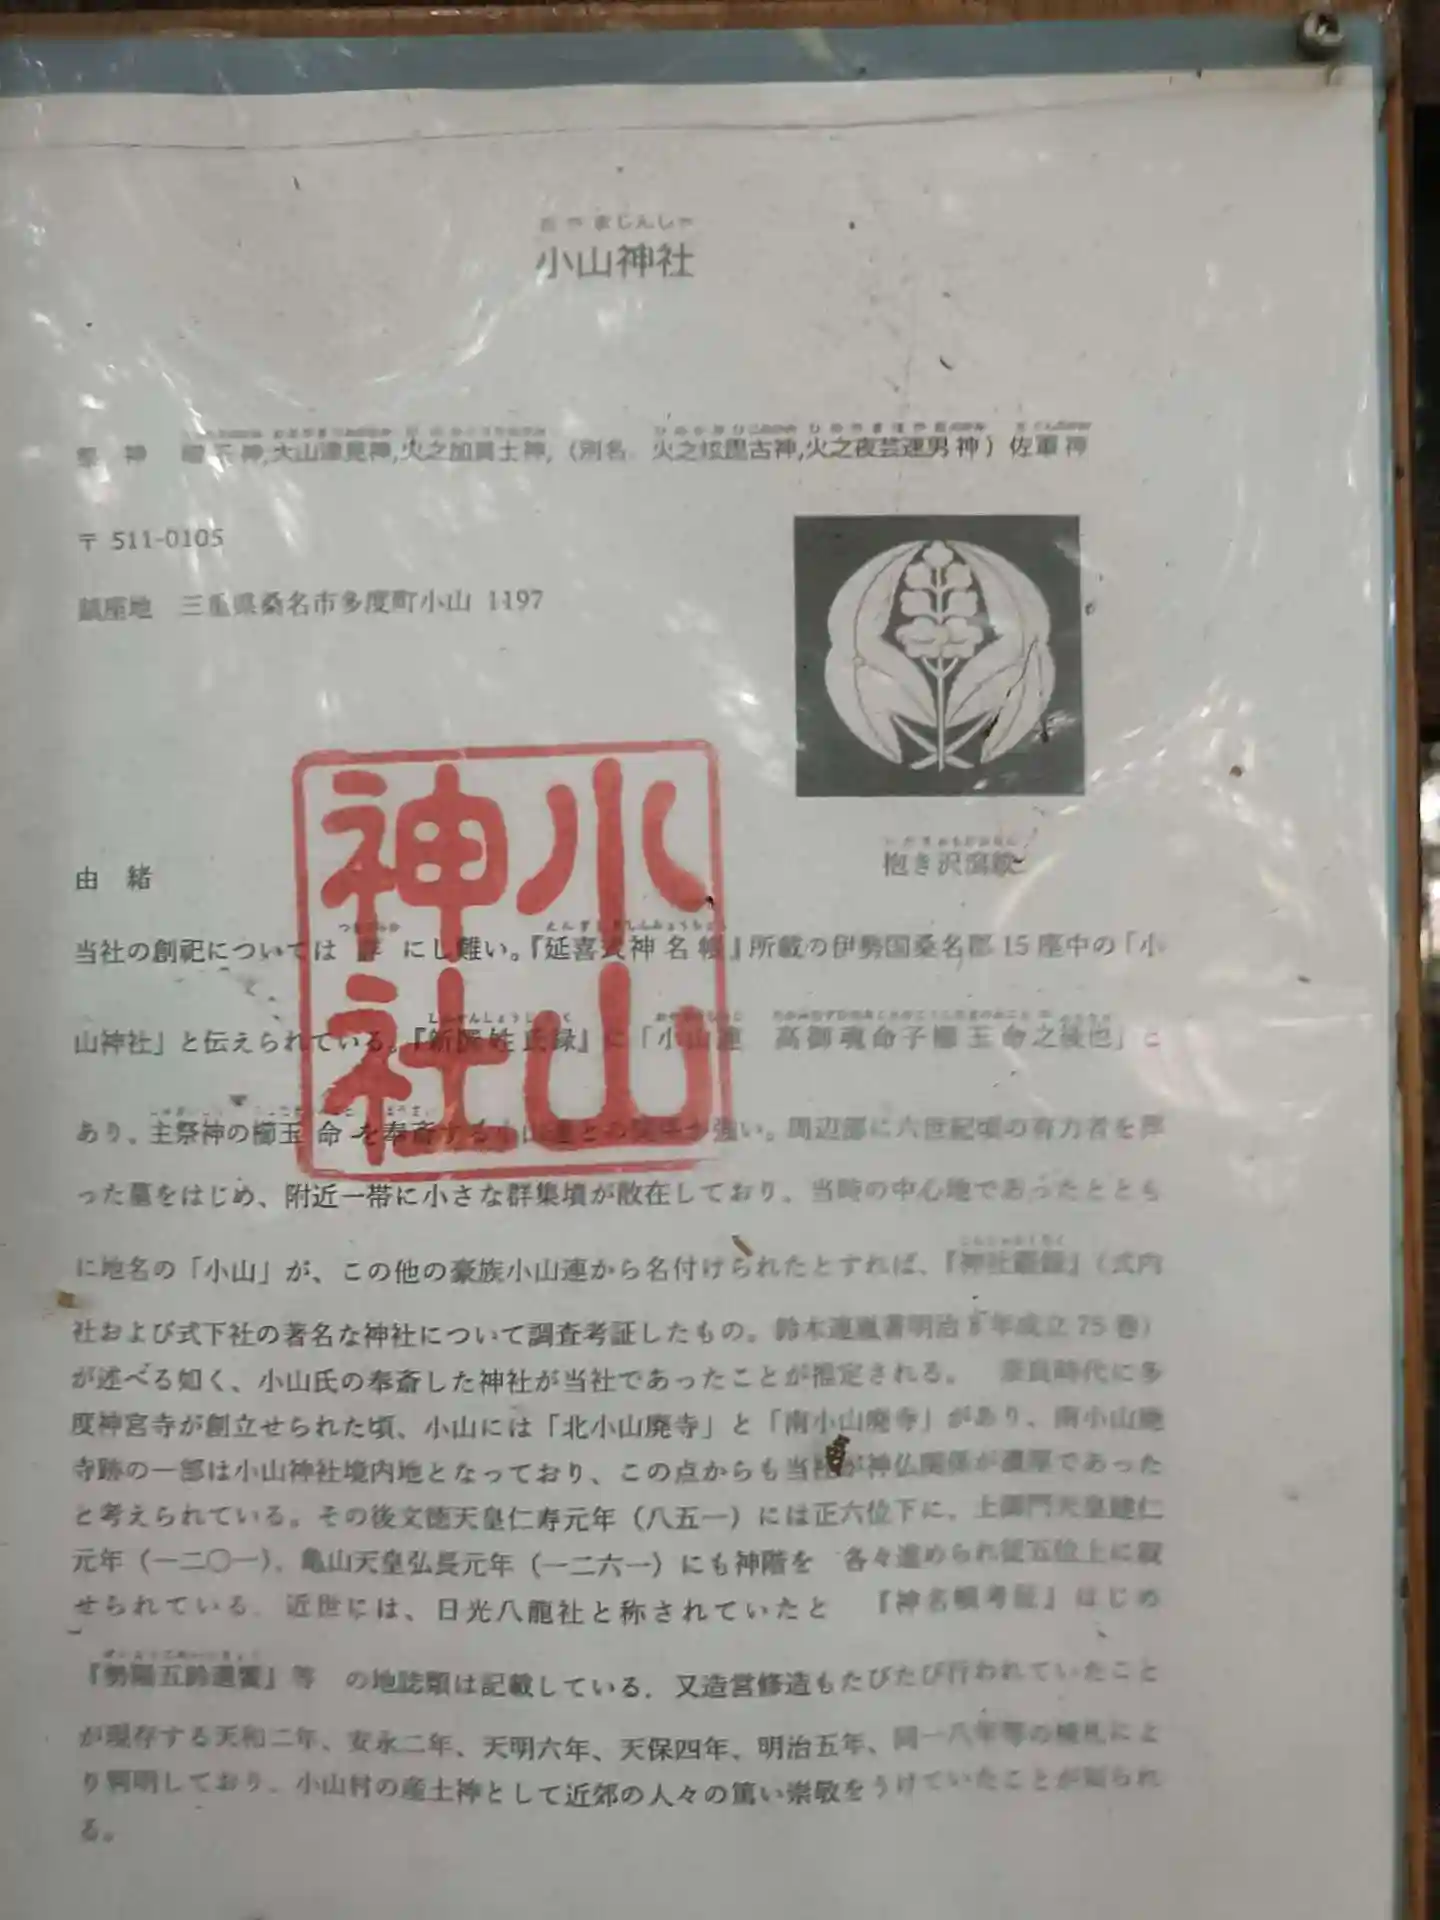 おやまじんしゃ
小山神社
祭 神 神,大山津見神,火之加具土神,（別名 火之炫毘古神,火之夜芸速男神）佐軍神
〒 511-0105
鎮座地 三重県桑名市多度町小山 1197
抱き沢瀉紋
小山神社
由 緒
当社の創祀については 詳 にし難い。『延喜式神名帳』所載の伊勢国桑名郡 15 座中の「小
山神社」と伝えられている。『新撰姓氏録』に「小山連 高御魂命子櫛玉命之後也」と
あり、主祭神の櫛玉命を奉斎する小山連との 強い。周辺部に六世紀頃の有力者を葬
った墓をはじめ、附近一帯に小さな群集墳が散在しており、当時の中心地であったととも
に地名の「小山」が、この他の豪族小山連から名付けられたとすれば、『神社覈録』（式内
社および式下社の著名な神社について調査考証したもの。鈴木連胤著明治 年成立 75 巻）
が述べる如く、小山氏の奉斎した神社が当社であったことが推定される。 奈良時代に多
度神宮寺が創立せられた頃、小山には「北小山廃寺」と「南小山廃寺」があり、南小山廃
寺跡の一部は小山神社境内地となっており、この点からも当社が神仏関係が濃厚であった
と考えられている。その後文徳天皇仁寿元年（八五一）には正六位下に、土御門天皇建仁
元年（一二〇一）、亀山天皇弘長元年（一二六一）にも神階を 各々進められ従五位上に叙
せられている。近世には、日光八龍社と称されていたと 『神名帳考証』はじめ
『勢陽五鈴遺響』等 の地誌類は記載している．又造営修造もたびたび行われていたこと
が現存する天和二年、安永二年、天明六年、天保四年、明治五年、同一八年等の棟札によ
り判明しており、小山村の産土神として近郊の人々の篤い崇敬をうけていたことが知られ
る。